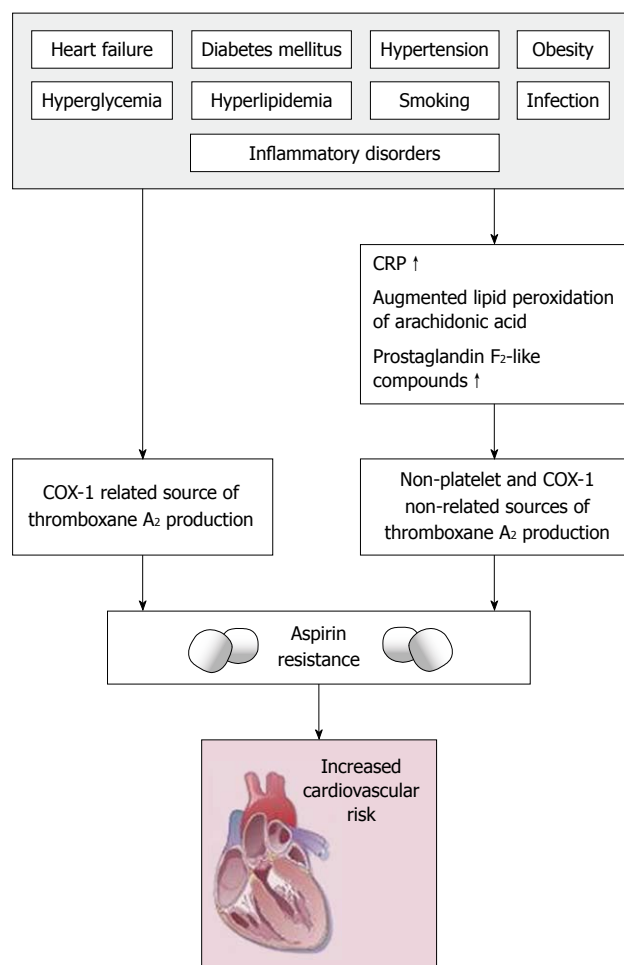 Heart failure
Diabetes mellitus
Hypertension
Obesity
Hyperglycemia
Hyperlipidemia
Smoking
Infection
Inflammatory disorders
CRP ↑
Augmented lipid peroxidation
of arachidonic acid
Prostaglandin F₂-like
compounds ↑
COX-1 related source of
thromboxane A₂ production
Non-platelet and COX-1
non-related sources of
thromboxane A₂ production
Aspirin
resistance
Increased
cardiovascular
risk